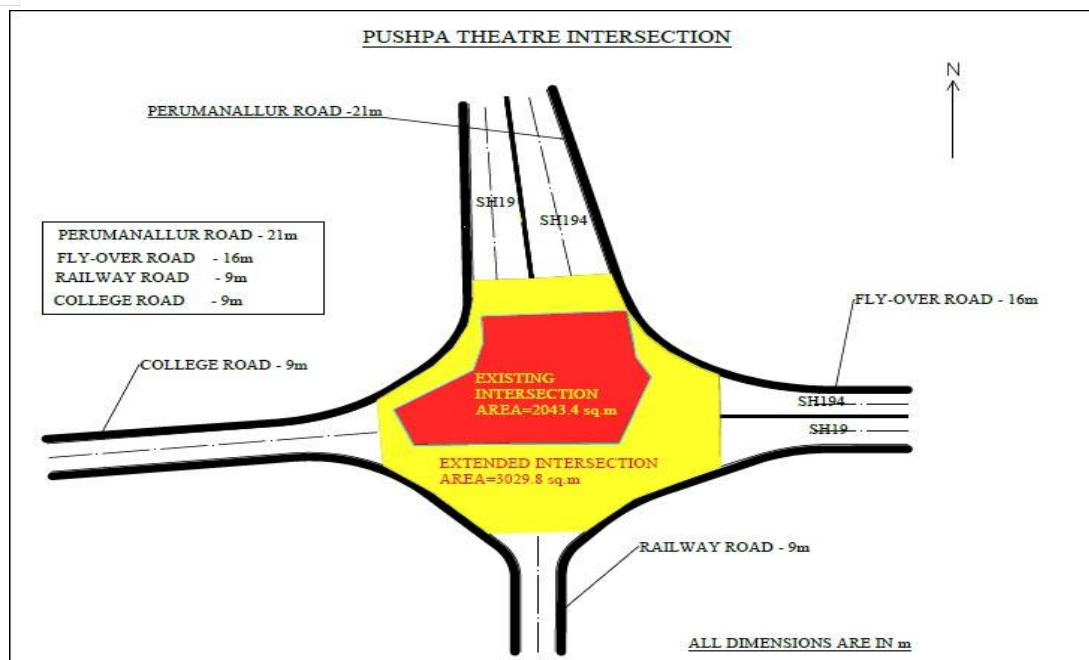 PUSHPA THEATRE INTERSECTION
N
PERUMANALLUR ROAD -21m
SH19
SH194
PERUMANALLUR ROAD - 21m
FLY-OVER ROAD - 16m
RAILWAY ROAD - 9m
COLLEGE ROAD - 9m
FLY-OVER ROAD - 16m
COLLEGE ROAD - 9m
EXISTING
INTERSECTION
AREA=2043.4 sq.m
SH194
SH19
EXTENDED INTERSECTION
AREA=3029.8 sq.m
RAILWAY ROAD - 9m
ALL DIMENSIONS ARE IN m